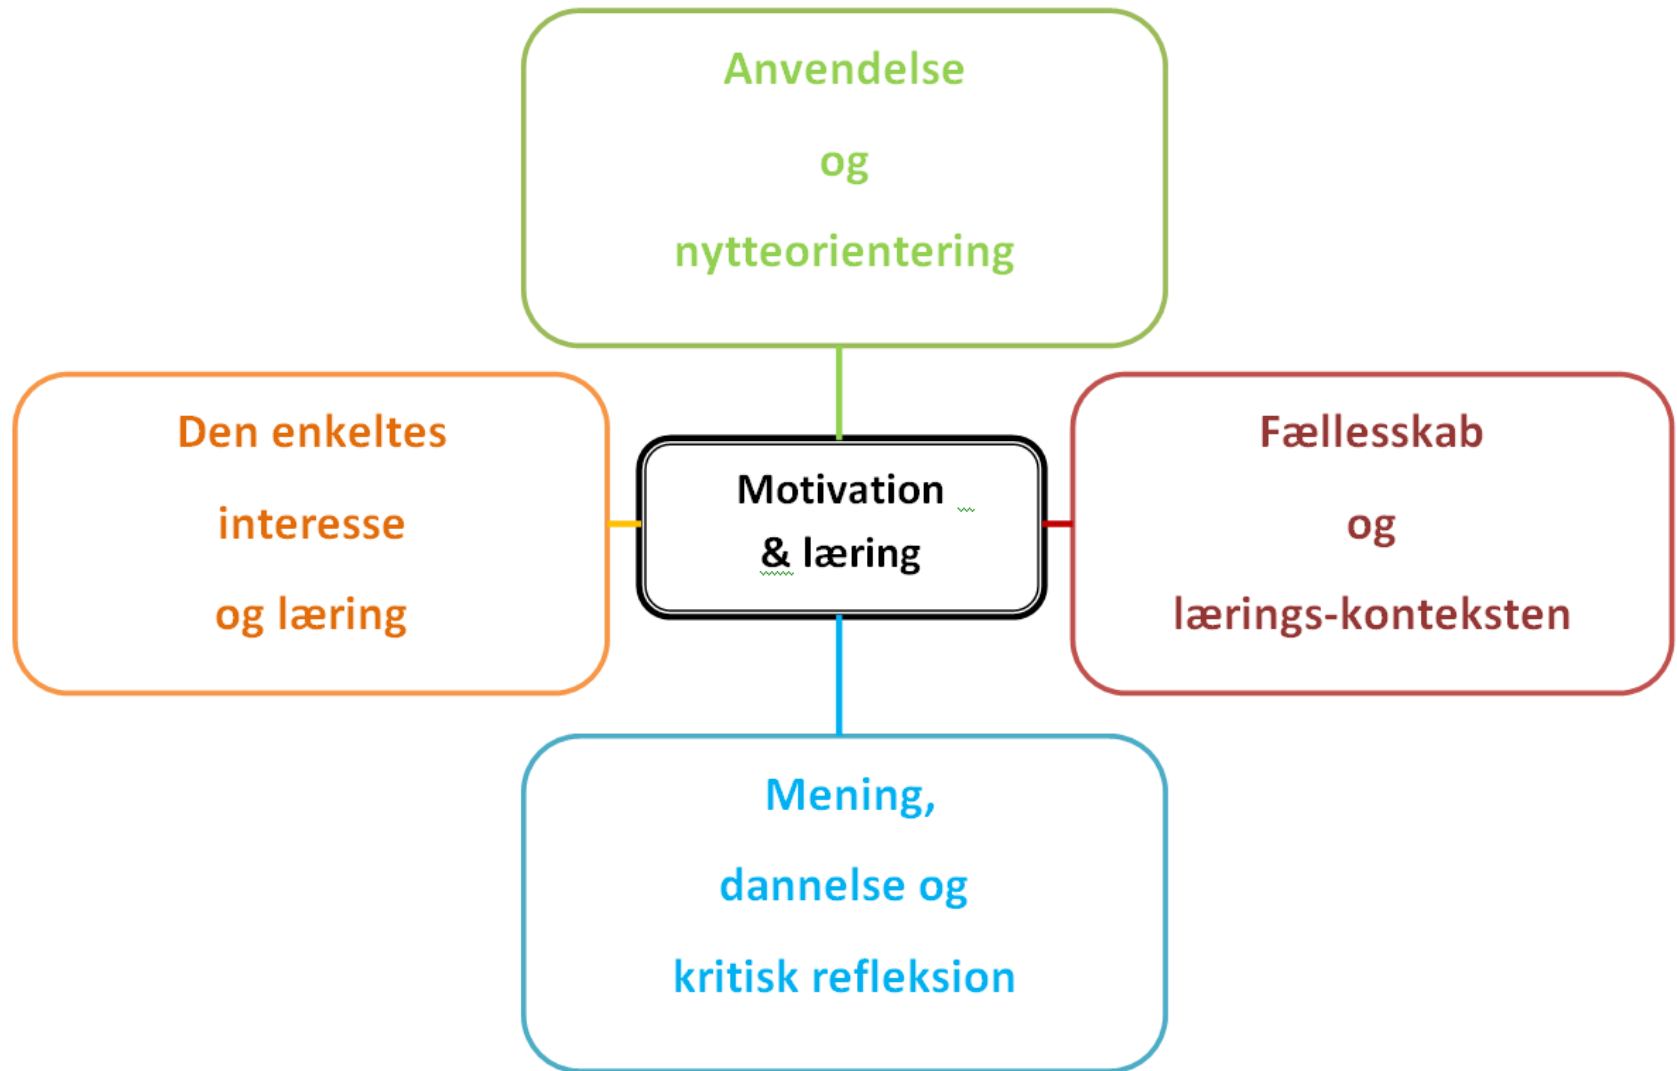 Anvendelse
og
nytteorientering
Den enkeltes
interesse
og læring
Motivation
& læring
Fællesskab
og
lærings-konteksten
Mening,
dannelse og
kritisk refleksion